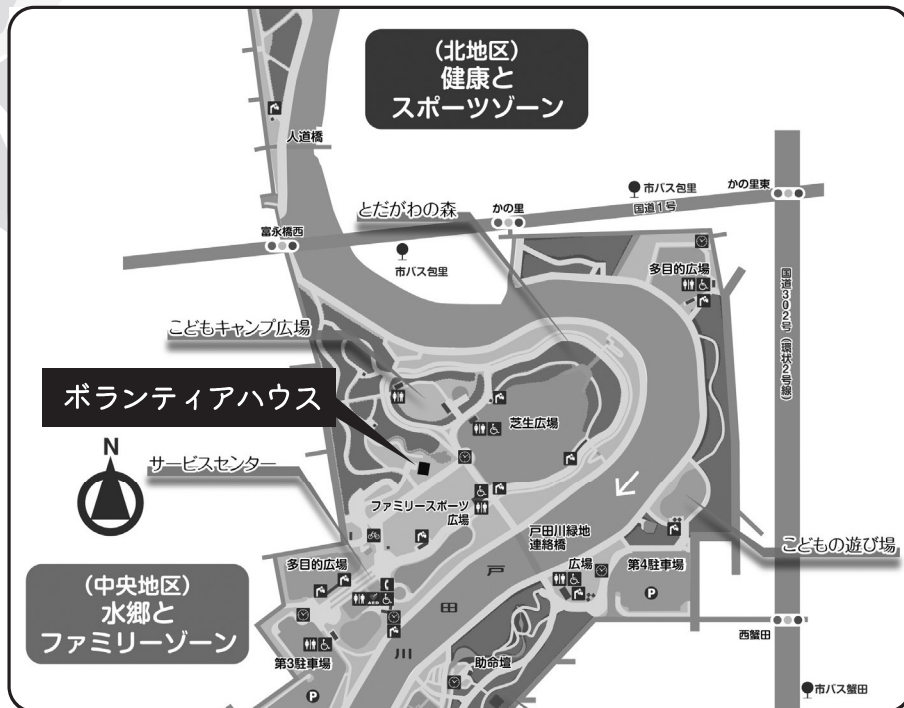 (北地区)
健康と
スポーツゾーン
人道橋
とだがわの森
かの里
市バス包里
国道1号
かの里東
富永橋西
市バス包里
多目的広場
国道302号(環状2号線)
こどもキャンプ広場
ボランティアハウス
芝生広場
N
サービスセンター
ファミリースポーツ
広場
戸田川緑地
連絡橋
こどもの遊び場
多目的広場
広場
第4駐車場
P
(中央地区)
水郷と
ファミリーゾーン
AED
戸田川
西蟹田
第3駐車場
P
助命壇
市バス蟹田